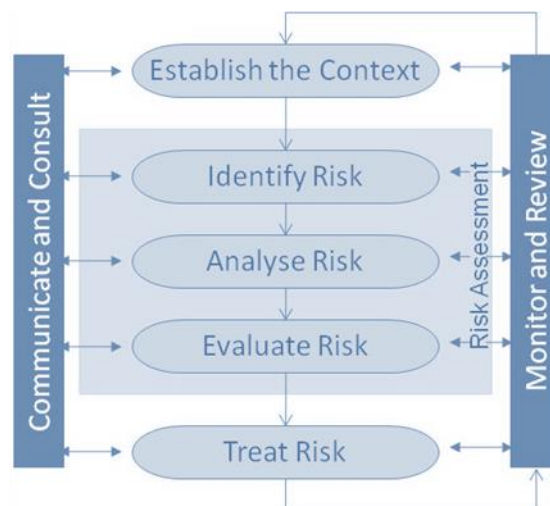 Establish the Context
Communicate and Consult
Identify Risk
Analyse Risk
Evaluate Risk
Risk Assessment
Monitor and Review
Treat Risk